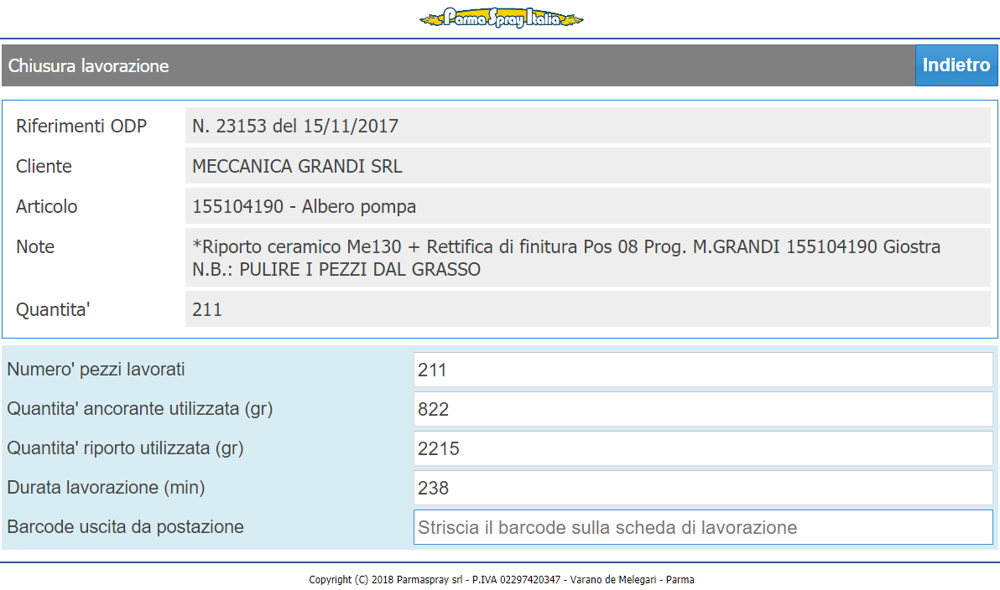 Parma Spray Italia
Chiusura lavorazione
Indietro
Riferimenti ODP
N. 23153 del 15/11/2017
Cliente
MECCANICA GRANDI SRL
Articolo
155104190 - Albero pompa
Note
*Riporto ceramico Me130 + Rettifica di finitura Pos 08 Prog. M.GRANDI 155104190 Giostra
N.B.: PULIRE I PEZZI DAL GRASSO
Quantita'
211
Numero' pezzi lavorati
211
Quantita' ancorante utilizzata (gr)
822
Quantita' riporto utilizzata (gr)
2215
Durata lavorazione (min)
238
Barcode uscita da postazione
Striscia il barcode sulla scheda di lavorazione
Copyright (C) 2018 Parmaspray srl - P.IVA 02297420347 - Varano de Melegari - Parma